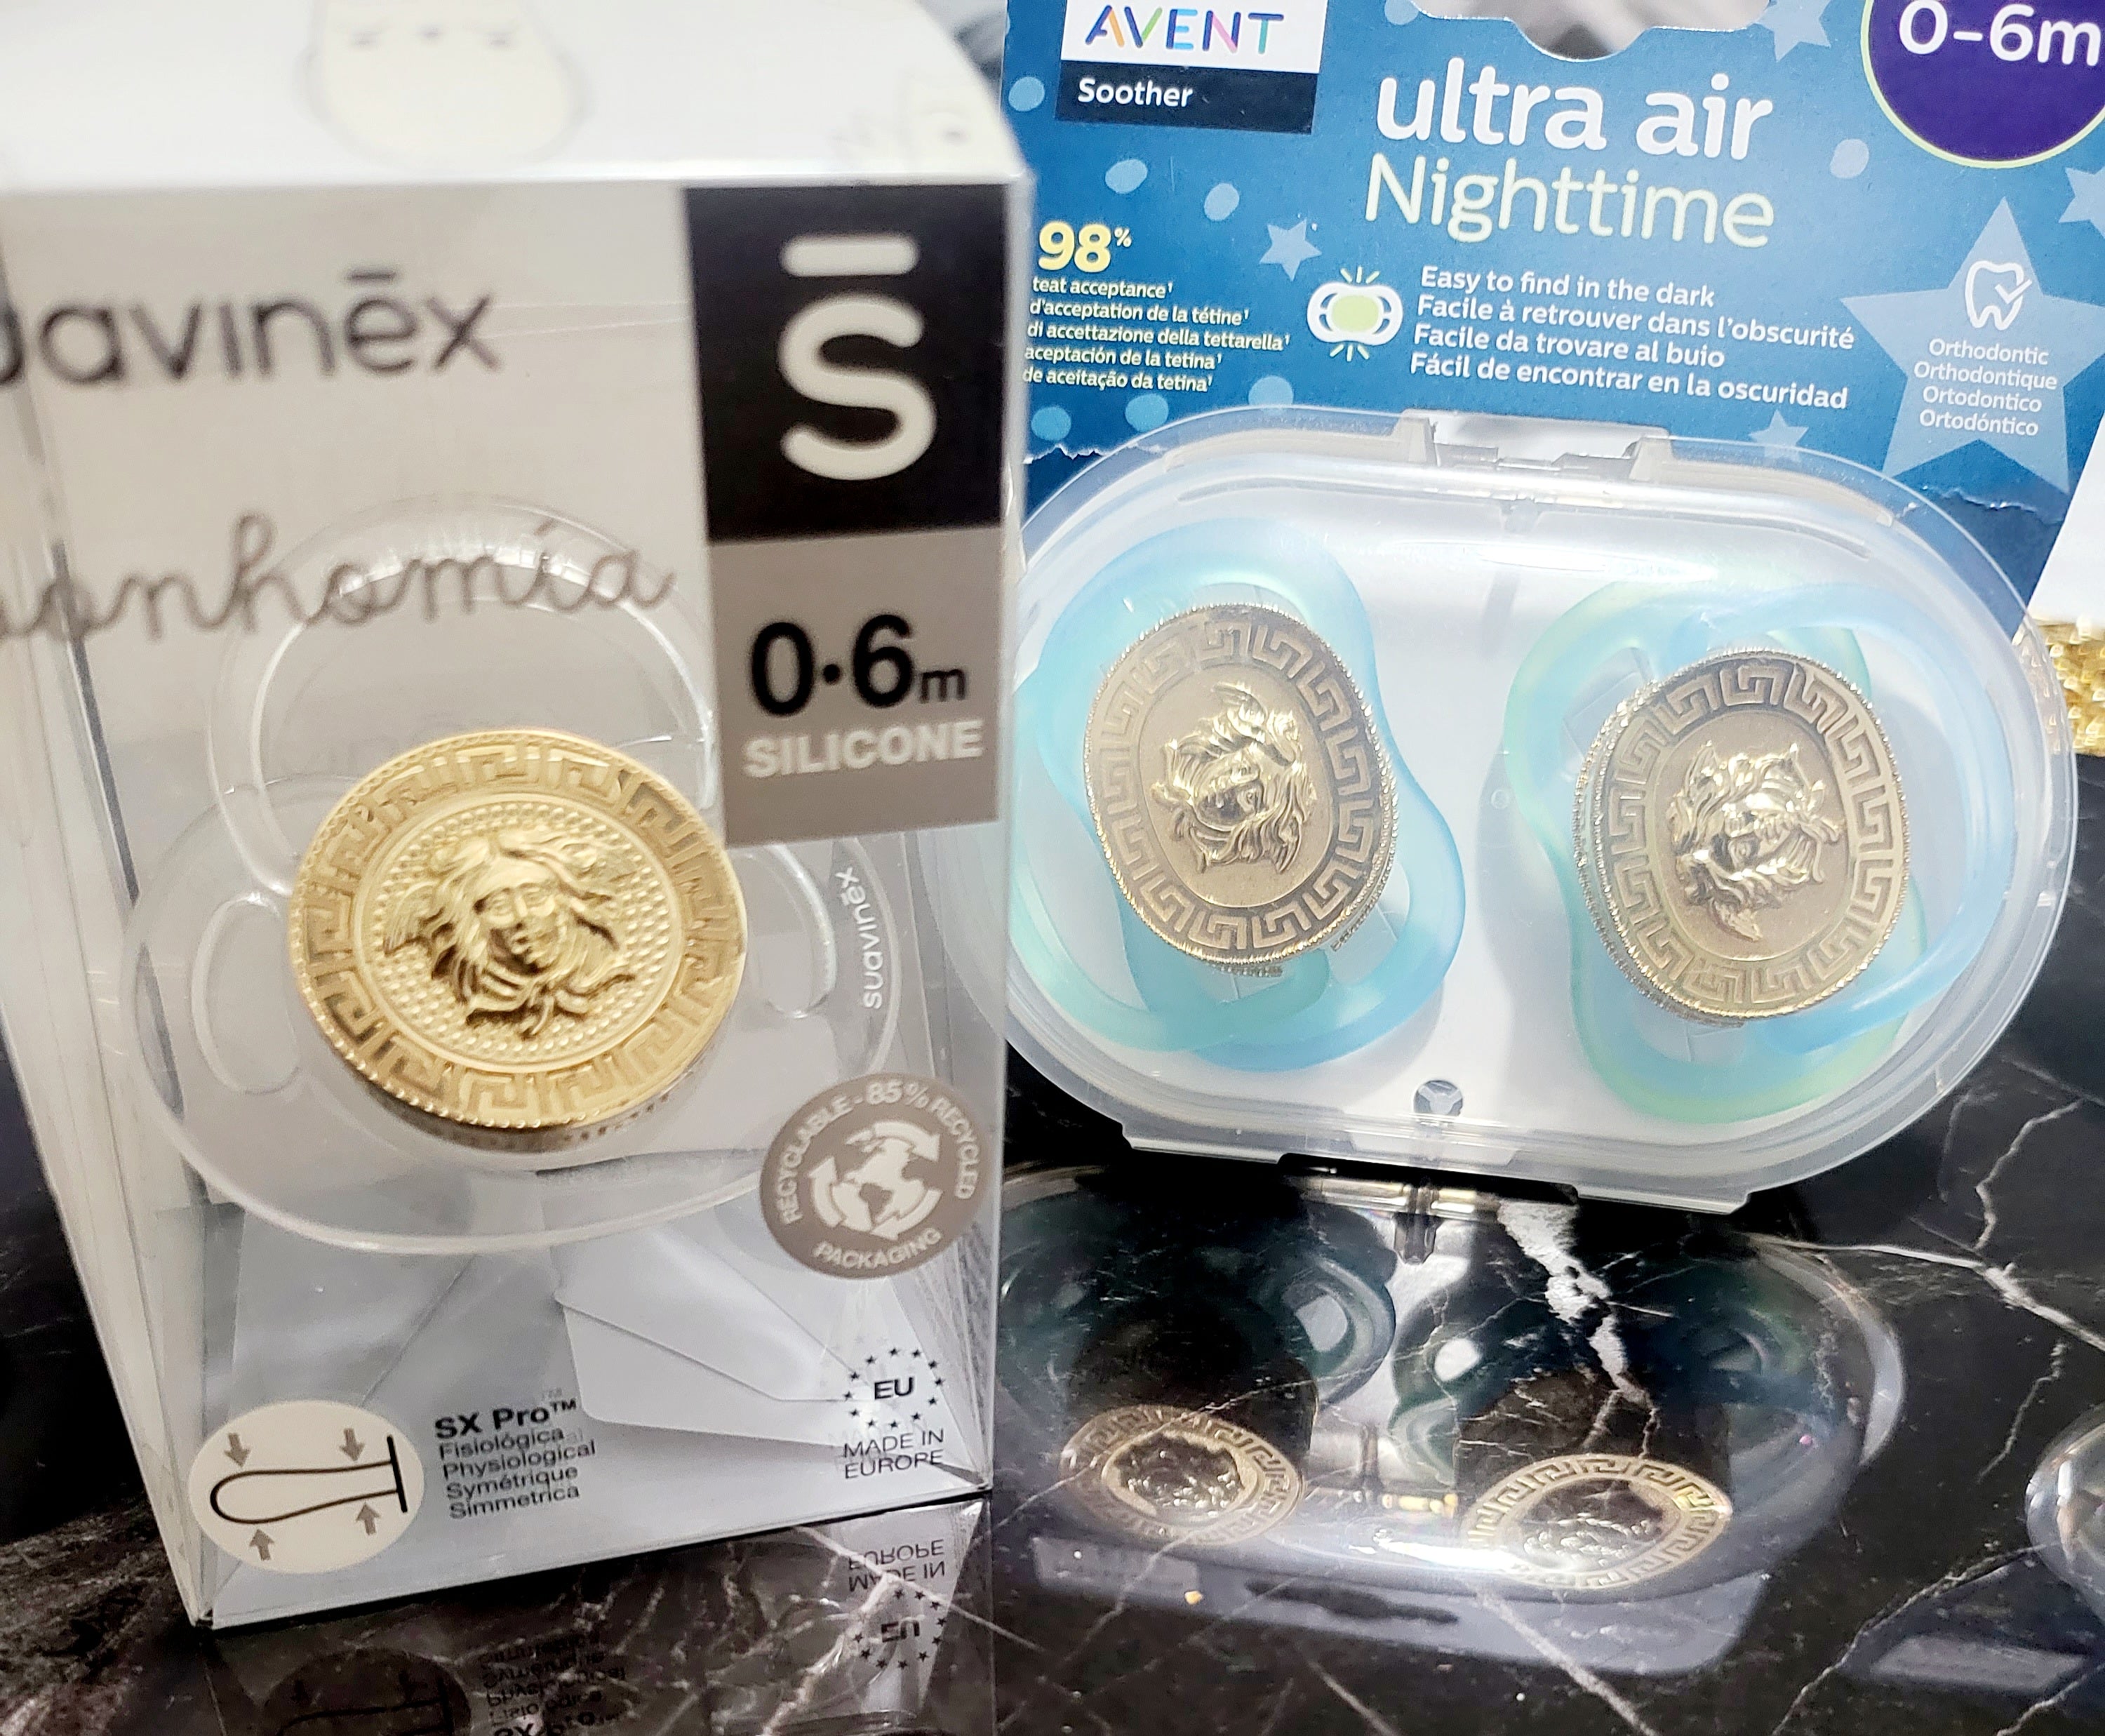 suavinēx
S̄
0·6m
SILICONE
suavinēx
RECYCLABLE - 85% RECYCLED
PACKAGING
SX Pro™
Fisiológica
Physiological
Symétrique
Simmetrica
EU
MADE IN
EUROPE
AVENT
Soother
ultra air
Nighttime
0-6m
98%
teat acceptance¹
d'acceptation de la tétine¹
di accettazione della tettarella¹
aceptación de la tetina¹
de aceitação da tetina¹
Easy to find in the dark
Facile à retrouver dans l'obscurité
Facile da trovare al buio
Fácil de encontrar en la oscuridad
Orthodontic
Orthodontique
Ortodontico
Ortodóntico